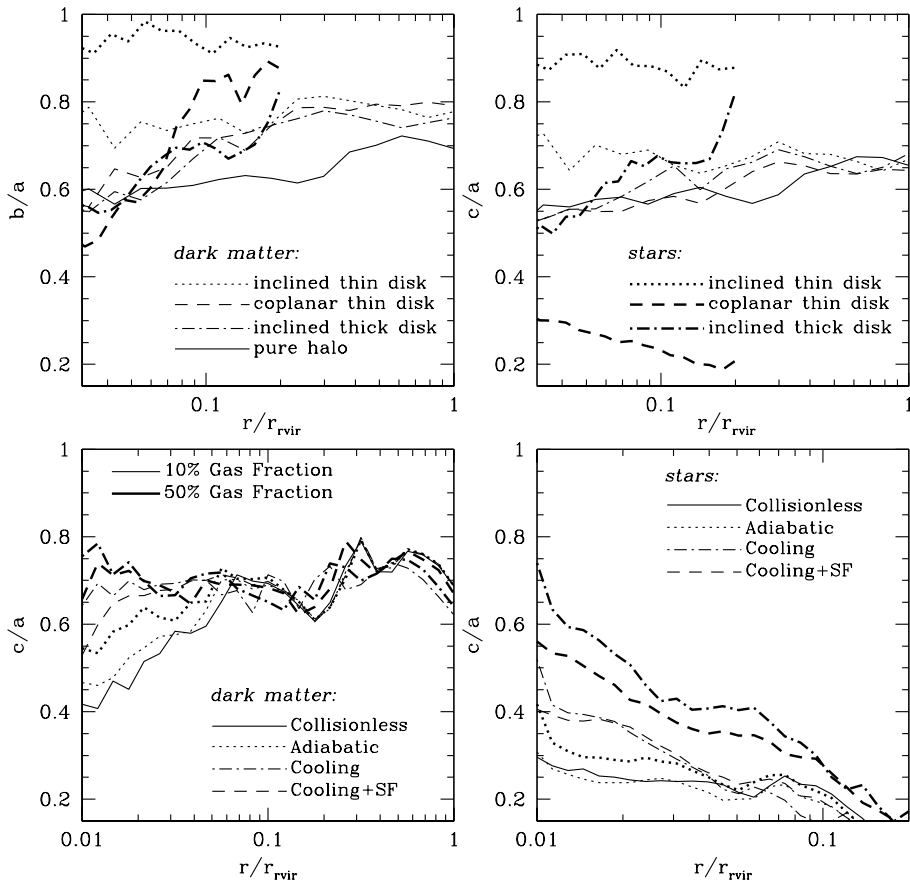 1
0.8
0.6
0.4
0.2
b/a
dark matter:
inclined thin disk
coplanar thin disk
inclined thick disk
pure halo
0.1
1
r/r_rvir
1
0.8
0.6
0.4
0.2
c/a
stars:
inclined thin disk
coplanar thin disk
inclined thick disk
0.1
1
r/r_rvir
1
0.8
0.6
0.4
0.2
c/a
10% Gas Fraction
50% Gas Fraction
dark matter:
Collisionless
Adiabatic
Cooling
Cooling+SF
0.01
0.1
1
r/r_rvir
1
0.8
0.6
0.4
0.2
c/a
stars:
Collisionless
Adiabatic
Cooling
Cooling+SF
0.01
0.1
r/r_rvir